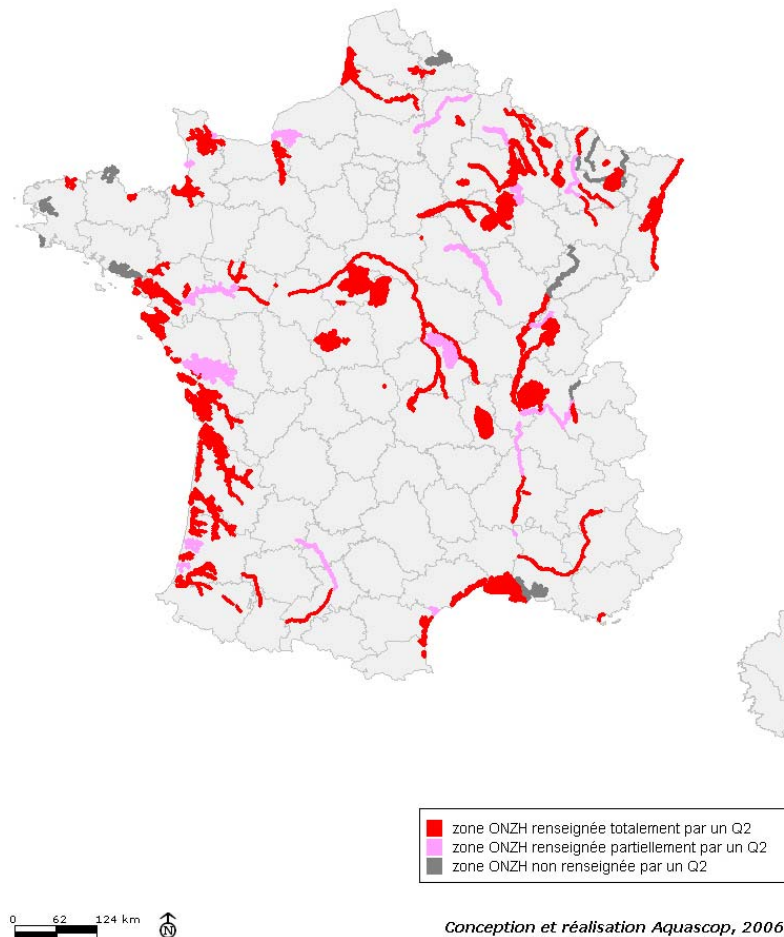 zone ONZH renseignée totalement par un Q2
zone ONZH renseignée partiellement par un Q2
zone ONZH non renseignée par un Q2
0 62 124 km
N
Conception et réalisation Aquascop, 2006